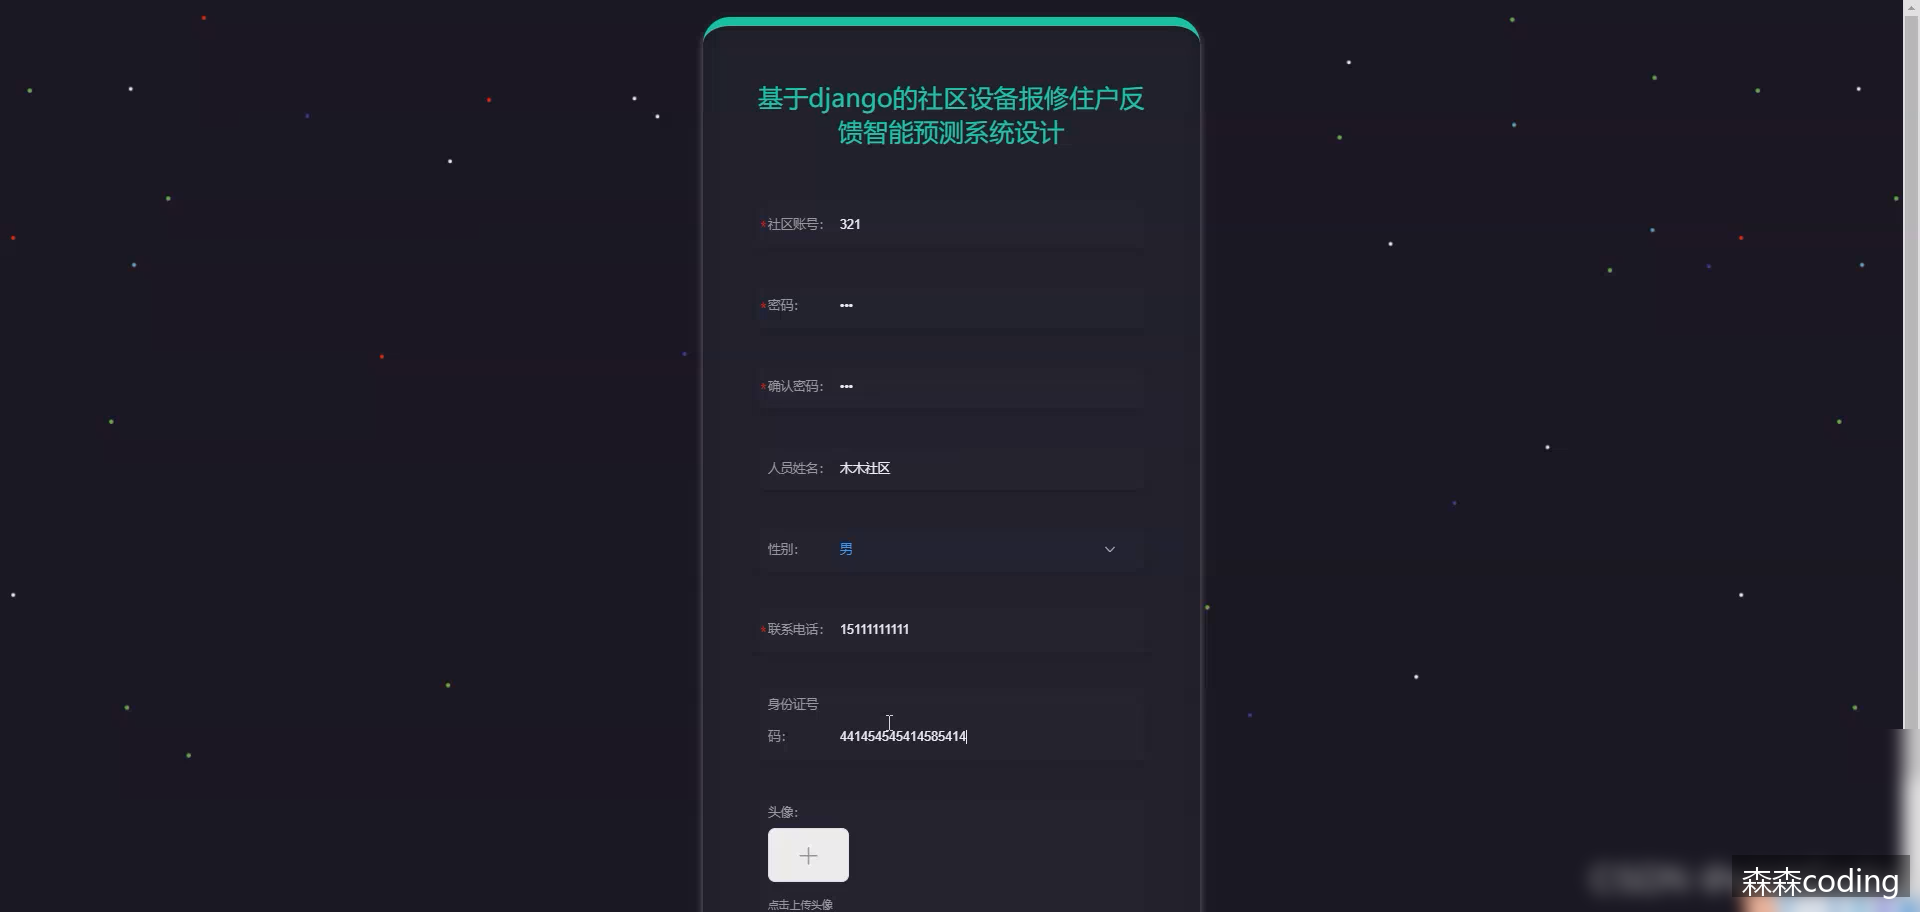 基于django的社区设备报修住户反
馈智能预测系统设计
*社区账号： 321
*密码： •••
*确认密码： •••
人员姓名： 木木社区
性别： 男
*联系电话： 15111111111
身份证号
码： 441454545414585414
头像：
点击上传头像
森森coding